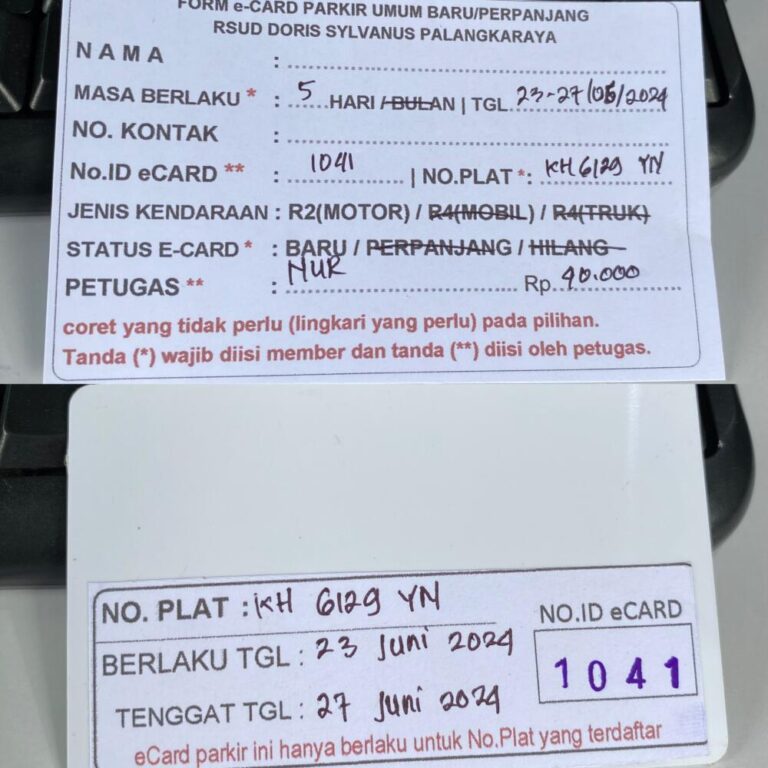 FORM e-CARD PARKIR UMUM BARU/PERPANJANG
RSUD DORIS SYLVANUS PALANGKARAYA
NAMA :
MASA BERLAKU * : 5 HARI / BULAN | TGL 23-27/06/2024
NO. KONTAK :
No.ID eCARD ** : 1041 | NO.PLAT *: KH 6129 YN
JENIS KENDARAAN : R2(MOTOR) / R4(MOBIL) / R4(TRUK)
STATUS E-CARD * : BARU / PERPANJANG / HILANG
PETUGAS ** : NUR Rp. 40.000
coret yang tidak perlu (lingkari yang perlu) pada pilihan.
Tanda (*) wajib diisi member dan tanda (**) diisi oleh petugas.
NO. PLAT : KH 6129 YN
BERLAKU TGL : 23 Juni 2024
TENGGAT TGL : 27 Juni 2024
NO.ID eCARD
1041
eCard parkir ini hanya berlaku untuk No.Plat yang terdaftar